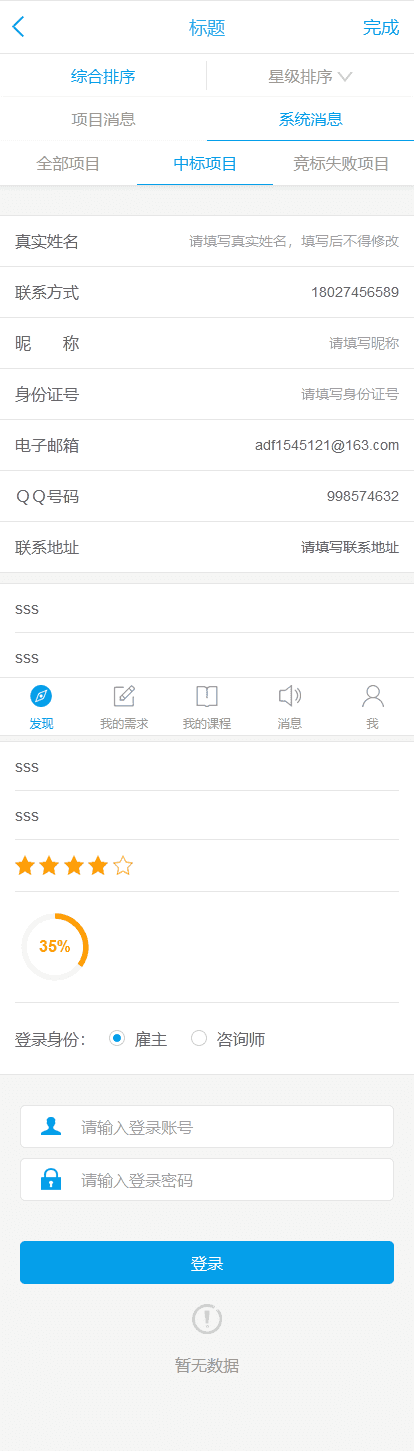 标题 完成
综合排序 星级排序
项目消息 系统消息
全部项目 中标项目 竞标失败项目
真实姓名 请填写真实姓名，填写后不得修改
联系方式 18027456589
昵　　称 请填写昵称
身份证号 请填写身份证号
电子邮箱 adf1545121@163.com
ＱＱ号码 998574632
联系地址 请填写联系地址
sss
sss
发现 我的需求 我的课程 消息 我
sss
sss
35%
登录身份： 雇主 咨询师
请输入登录账号
请输入登录密码
登录
暂无数据